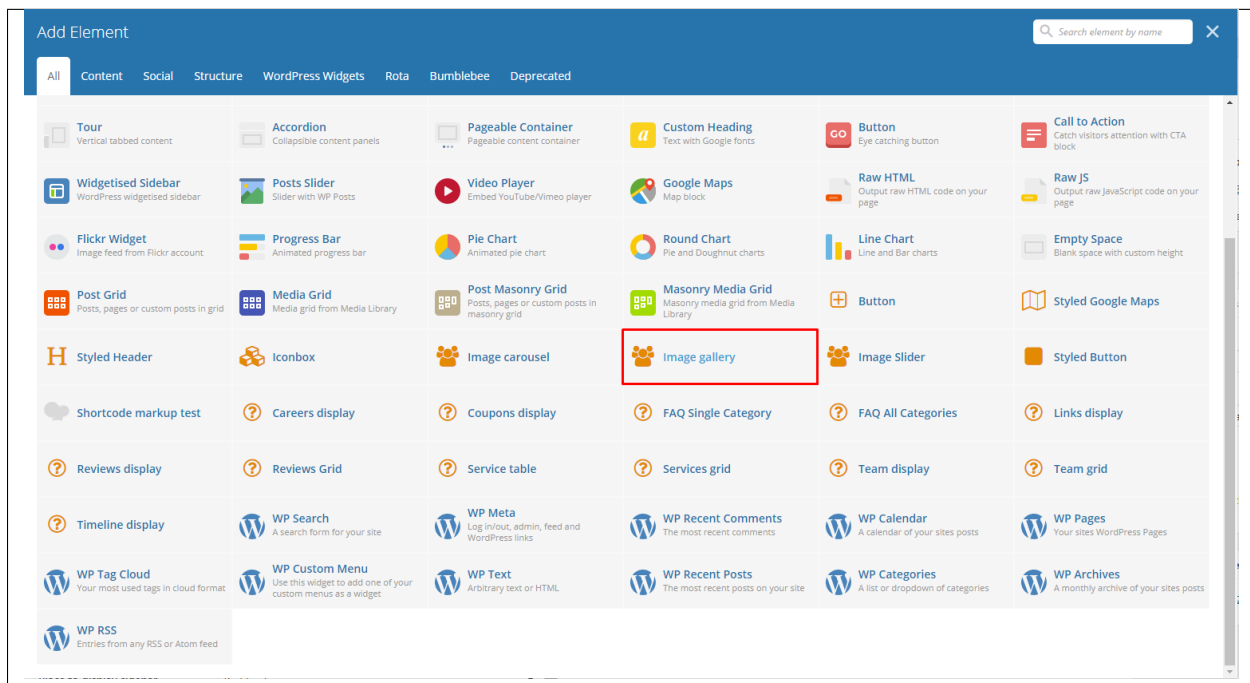 Add Element
Search element by name
All Content Social Structure WordPress Widgets Rota Bumblebee Deprecated
Tour
Vertical tabbed content
Accordion
Collapsible content panels
Pageable Container
Pageable content container
a
Custom Heading
Text with Google fonts
GO
Button
Eye catching button
Call to Action
Catch visitors attention with CTA
block
Widgetised Sidebar
WordPress widgetised sidebar
Posts Slider
Slider with WP Posts
Video Player
Embed YouTube/Vimeo player
Google Maps
Map block
Raw HTML
Output raw HTML code on your
page
Raw JS
Output raw JavaScript code on your
page
Flickr Widget
Image feed from Flickr account
Progress Bar
Animated progress bar
Pie Chart
Animated pie chart
Round Chart
Pie and Doughnut charts
Line Chart
Line and Bar charts
Empty Space
Blank space with custom height
Post Grid
Posts, pages or custom posts in grid
Media Grid
Media grid from Media Library
Post Masonry Grid
Posts, pages or custom posts in
masonry grid
Masonry Media Grid
Masonry media grid from Media
Library
Button
Styled Google Maps
H Styled Header
Iconbox
Image carousel
Image gallery
Image Slider
Styled Button
Shortcode markup test
? Careers display
? Coupons display
? FAQ Single Category
? FAQ All Categories
? Links display
? Reviews display
? Reviews Grid
? Service table
? Services grid
? Team display
? Team grid
? Timeline display
WP Search
A search form for your site
WP Meta
Log in/out, admin, feed and
WordPress links
WP Recent Comments
The most recent comments
WP Calendar
A calendar of your sites posts
WP Pages
Your sites WordPress Pages
WP Tag Cloud
Your most used tags in cloud format
WP Custom Menu
Use this widget to add one of your
custom menus as a widget
WP Text
Arbitrary text or HTML
WP Recent Posts
The most recent posts on your site
WP Categories
A list or dropdown of categories
WP Archives
A monthly archive of your sites posts
WP RSS
Entries from any RSS or Atom feed